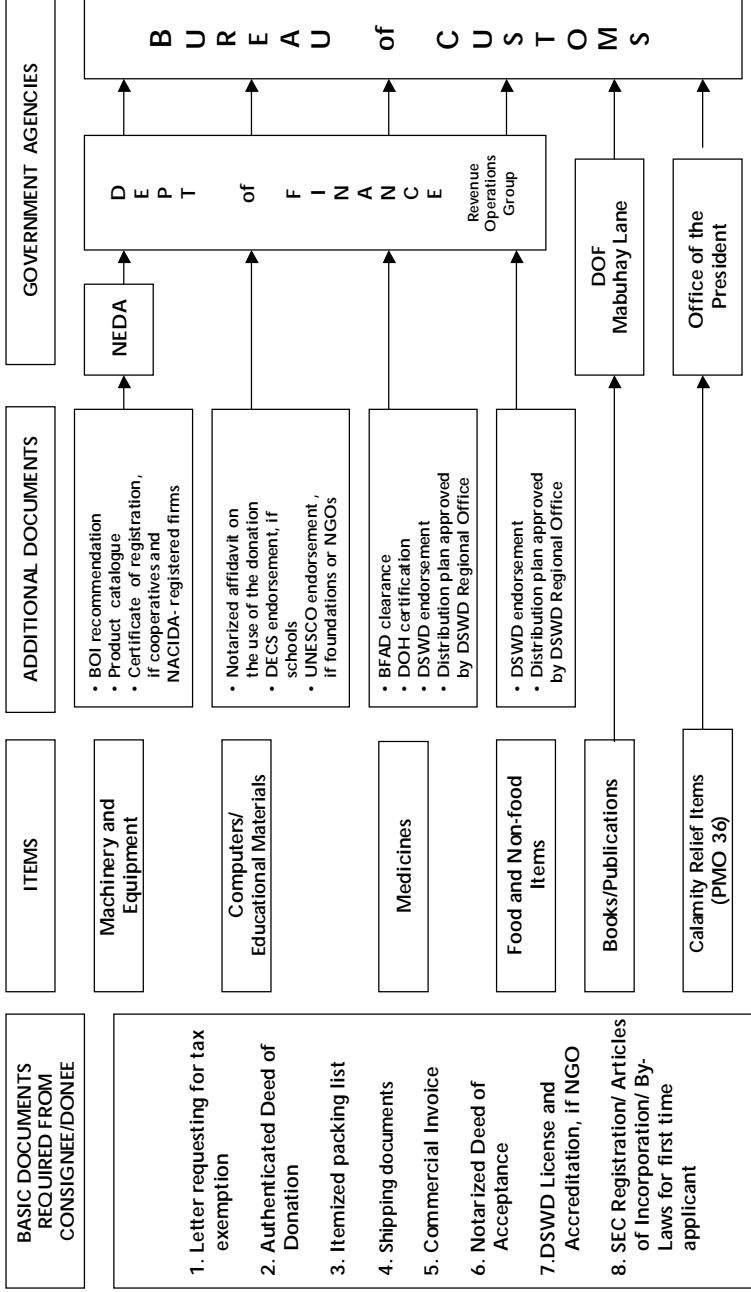 BASIC DOCUMENTS
REQUIRED FROM
CONSIGNEE/DONEE
1. Letter requesting for tax
exemption
2. Authenticated Deed of
Donation
3. Itemized packing list
4. Shipping documents
5. Commercial Invoice
6. Notarized Deed of
Acceptance
7.DSWD License and
Accreditation, if NGO
8. SEC Registration/ Articles
of Incorporation/ By-
Laws for first time
applicant
ITEMS
Machinery and
Equipment
Computers/
Educational Materials
Medicines
Food and Non-food
Items
Books/Publications
Calamity Relief Items
(PMO 36)
ADDITIONAL DOCUMENTS
• BOI recommendation
• Product catalogue
• Certificate of registration,
if cooperatives and
NACIDA- registered firms
• Notarized affidavit on
the use of the donation
• DECS endorsement, if
schools
• UNESCO endorsement ,
if foundations or NGOs
• BFAD clearance
• DOH certification
• DSWD endorsement
• Distribution plan approved
by DSWD Regional Office
• DSWD endorsement
• Distribution plan approved
by DSWD Regional Office
GOVERNMENT AGENCIES
NEDA
D
E
P
T
of
F
I
N
A
N
C
E
Revenue
Operations
Group
DOF
Mabuhay Lane
Office of the
President
B
U
R
E
A
U
of
C
U
S
T
O
M
S